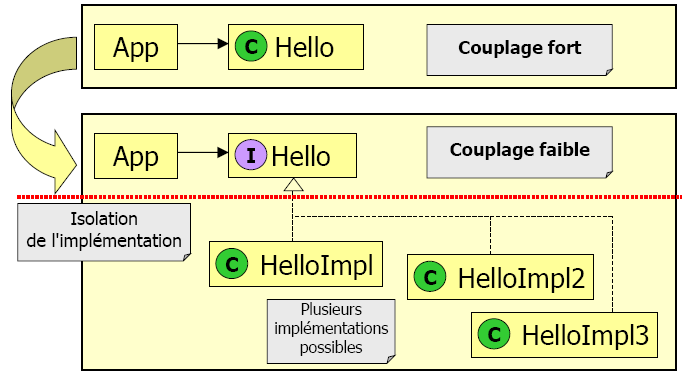 App
C Hello
Couplage fort
App
I Hello
Couplage faible
Isolation
de l'implémentation
C HelloImpl
C HelloImpl2
Plusieurs
implémentations
possibles
C HelloImpl3